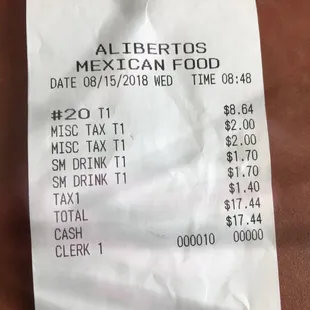 ALIBERTOS
MEXICAN FOOD
DATE 08/15/2018 WED TIME 08:48
#20 T1 $8.64
MISC TAX T1 $2.00
MISC TAX T1 $2.00
SM DRINK T1 $1.70
SM DRINK T1 $1.70
TAX1 $1.40
TOTAL $17.44
CASH $17.44
CLERK 1 000010 00000